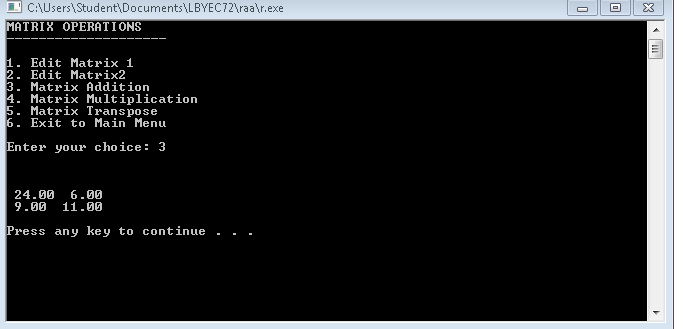 C:\Users\Student\Documents\LBYEC72\raa\r.exe
MATRIX OPERATIONS
--------------------
1. Edit Matrix 1
2. Edit Matrix2
3. Matrix Addition
4. Matrix Multiplication
5. Matrix Transpose
6. Exit to Main Menu
Enter your choice: 3
24.00 6.00
9.00 11.00
Press any key to continue . . .